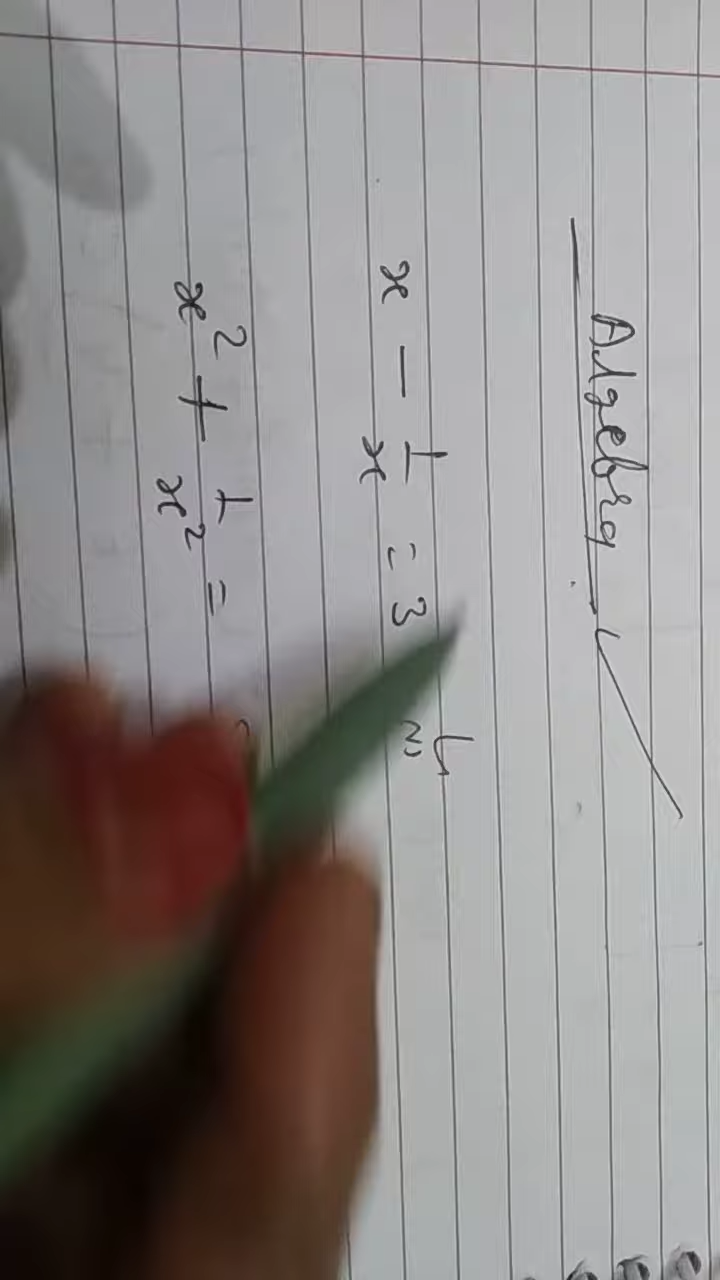 Algebra
x - 1/x = 3
x² + 1/x² =